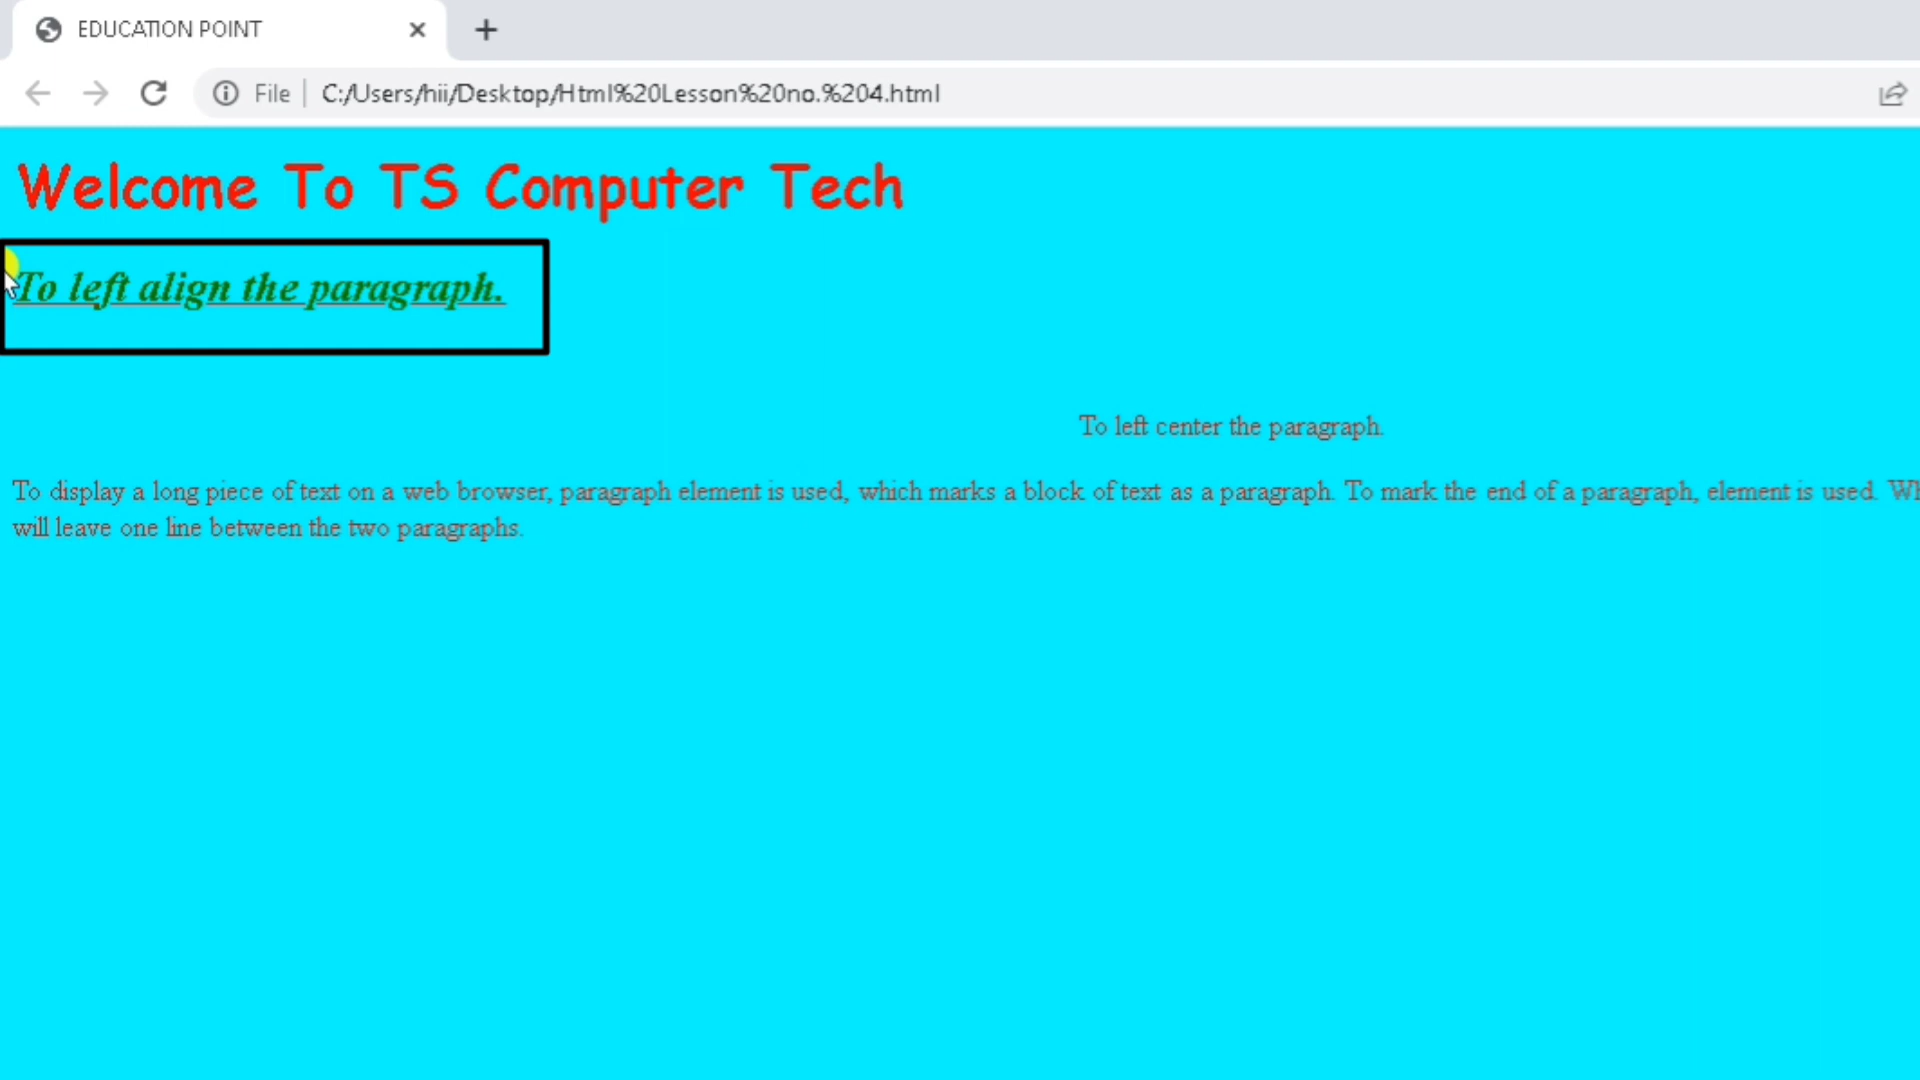 EDUCATION POINT
File
C:/Users/hii/Desktop/Html%20Lesson%20no.%204.html
Welcome To TS Computer Tech
To left align the paragraph.
To left center the paragraph.
To display a long piece of text on a web browser, paragraph element is used, which marks a block of text as a paragraph. To mark the end of a paragraph, element is used.
will leave one line between the two paragraphs.